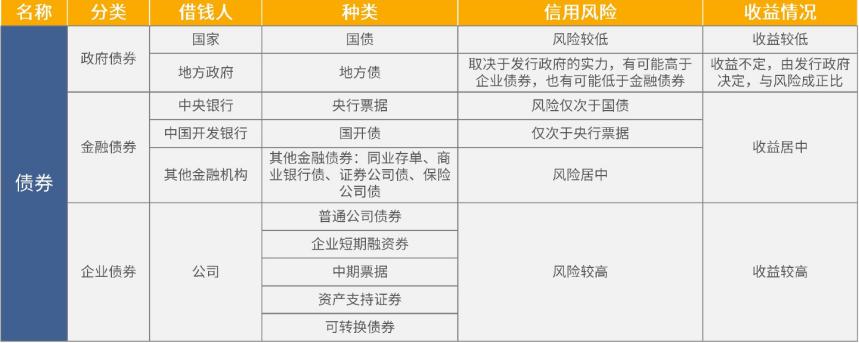 名称 分类 借钱人 种类 信用风险 收益情况
债券
政府债券
国家 国债 风险较低 收益较低
地方政府 地方债
取决于发行政府的实力，有可能高于
企业债券，也有可能低于金融债券
收益不定，由发行政府
决定，与风险成正比
金融债券
中央银行 央行票据 风险仅次于国债
中国开发银行 国开债 仅次于央行票据
其他金融机构
其他金融债券：同业存单、商
业银行债、证券公司债、保险
公司债
风险居中
收益居中
企业债券
公司
普通公司债券
企业短期融资券
中期票据
资产支持证券
可转换债券
风险较高
收益较高